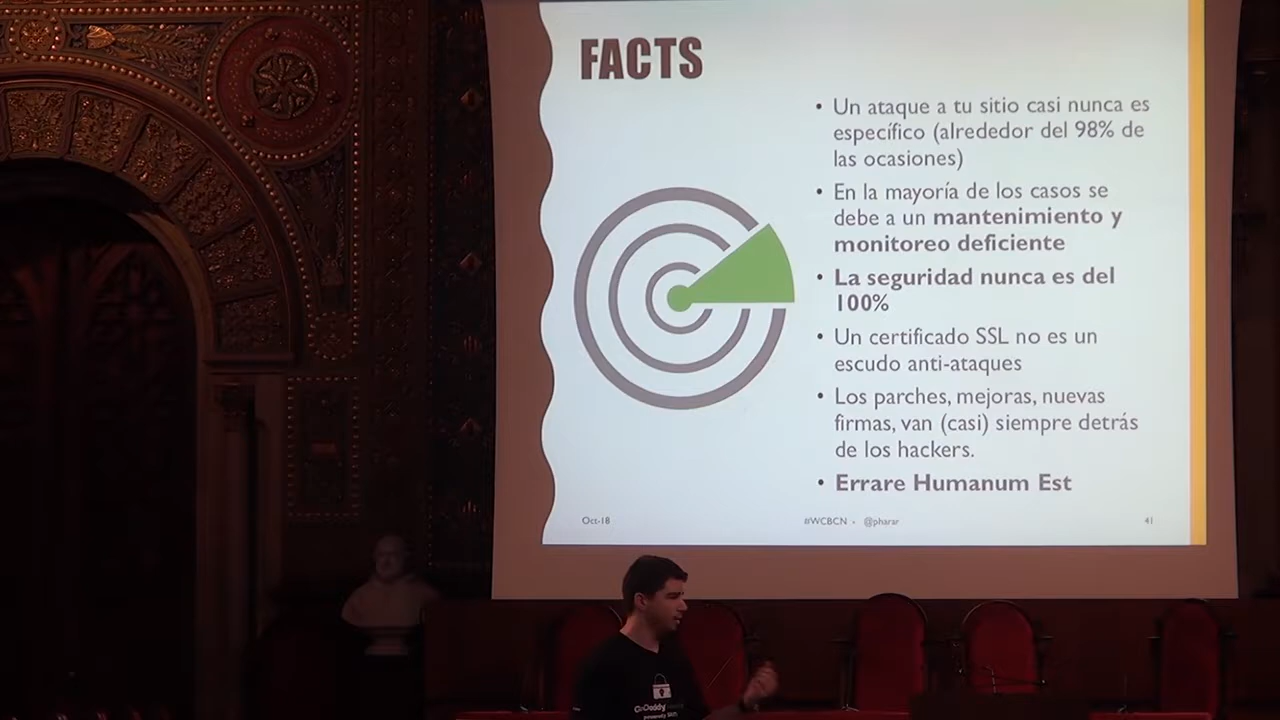 FACTS
• Un ataque a tu sitio casi nunca es
específico (alrededor del 98% de
las ocasiones)
• En la mayoría de los casos se
debe a un mantenimiento y
monitoreo deficiente
• La seguridad nunca es del
100%
• Un certificado SSL no es un
escudo anti-ataques
• Los parches, mejoras, nuevas
firmas, van (casi) siempre detrás
de los hackers.
• Errare Humanum Est
Oct-18
#WCBCN - @pharar
41
GoDaddy